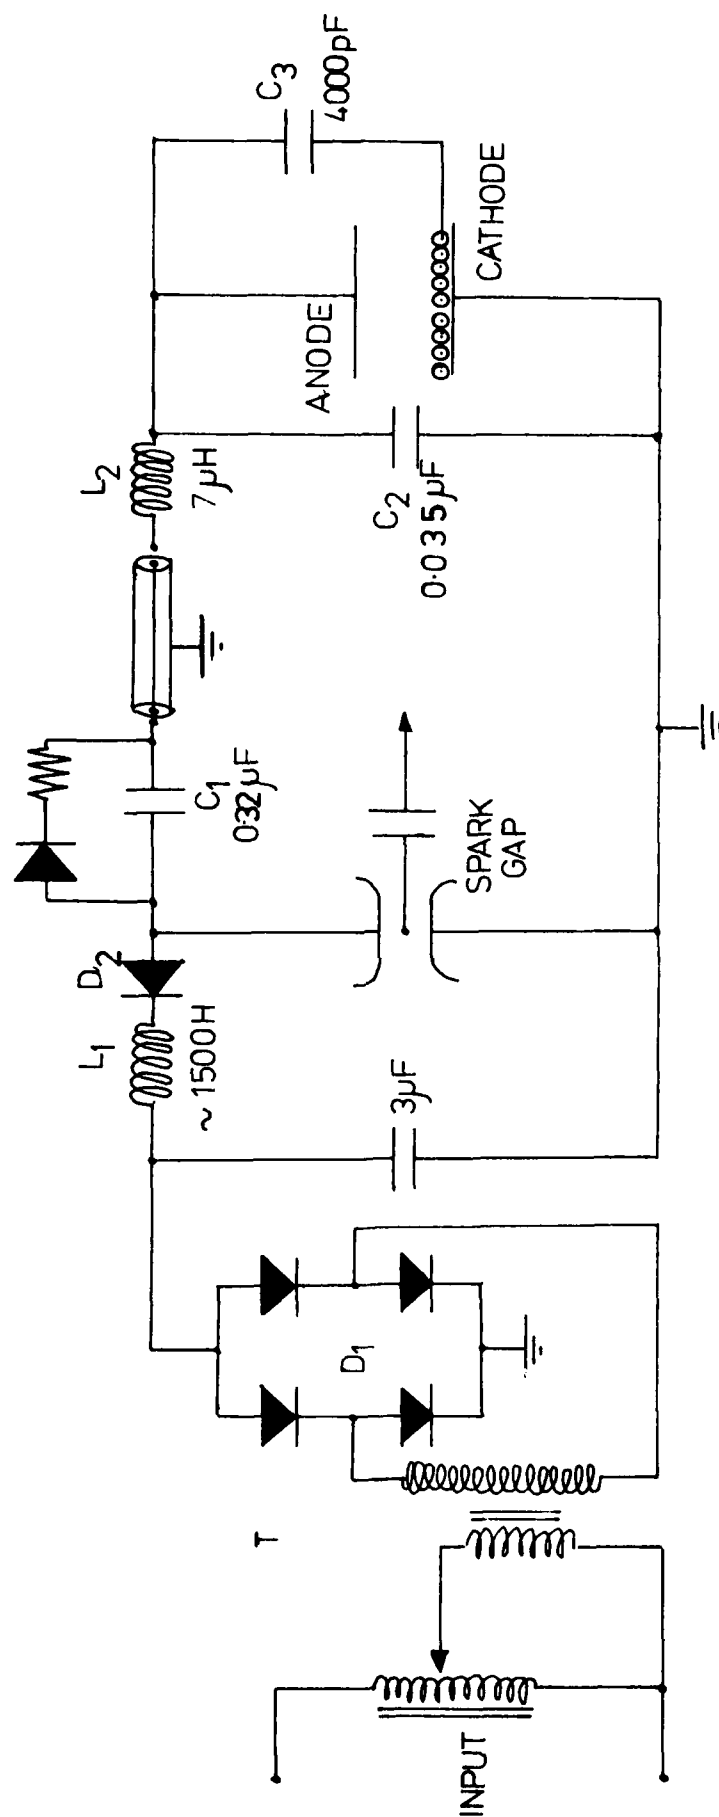 INPUT
T
D1
3µF
L1
~1500H
D2
SPARK
GAP
C1
0·32µF
L2
7µH
C2
0·035µF
ANODE
CATHODE
C3
4000pF